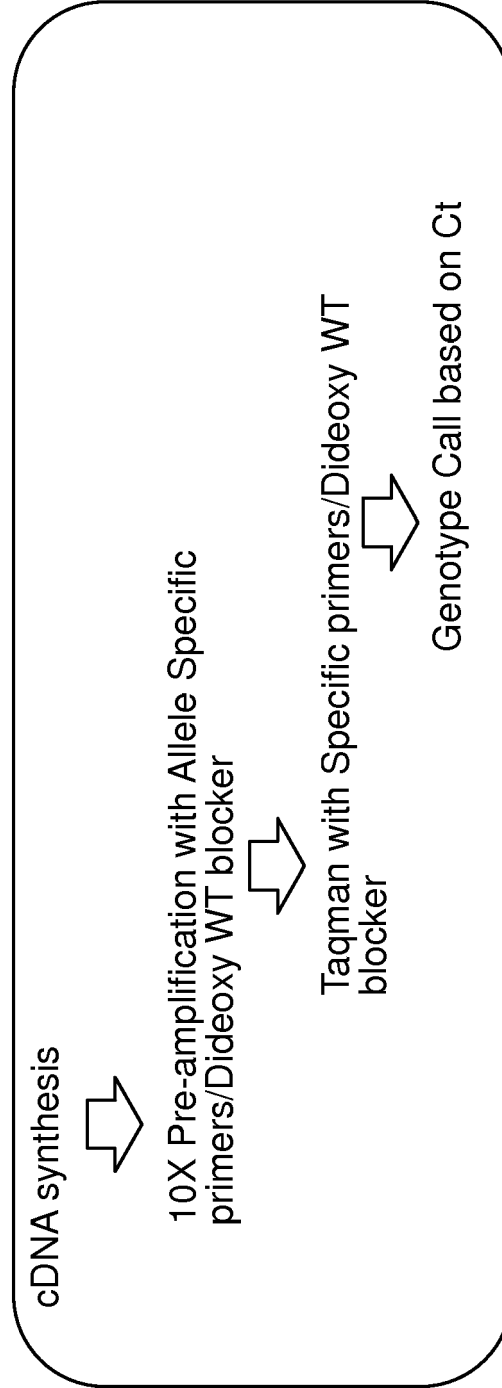 cDNA synthesis
10X Pre-amplification with Allele Specific
primers/Dideoxy WT blocker
Taqman with Specific primers/Dideoxy WT
blocker
Genotype Call based on Ct